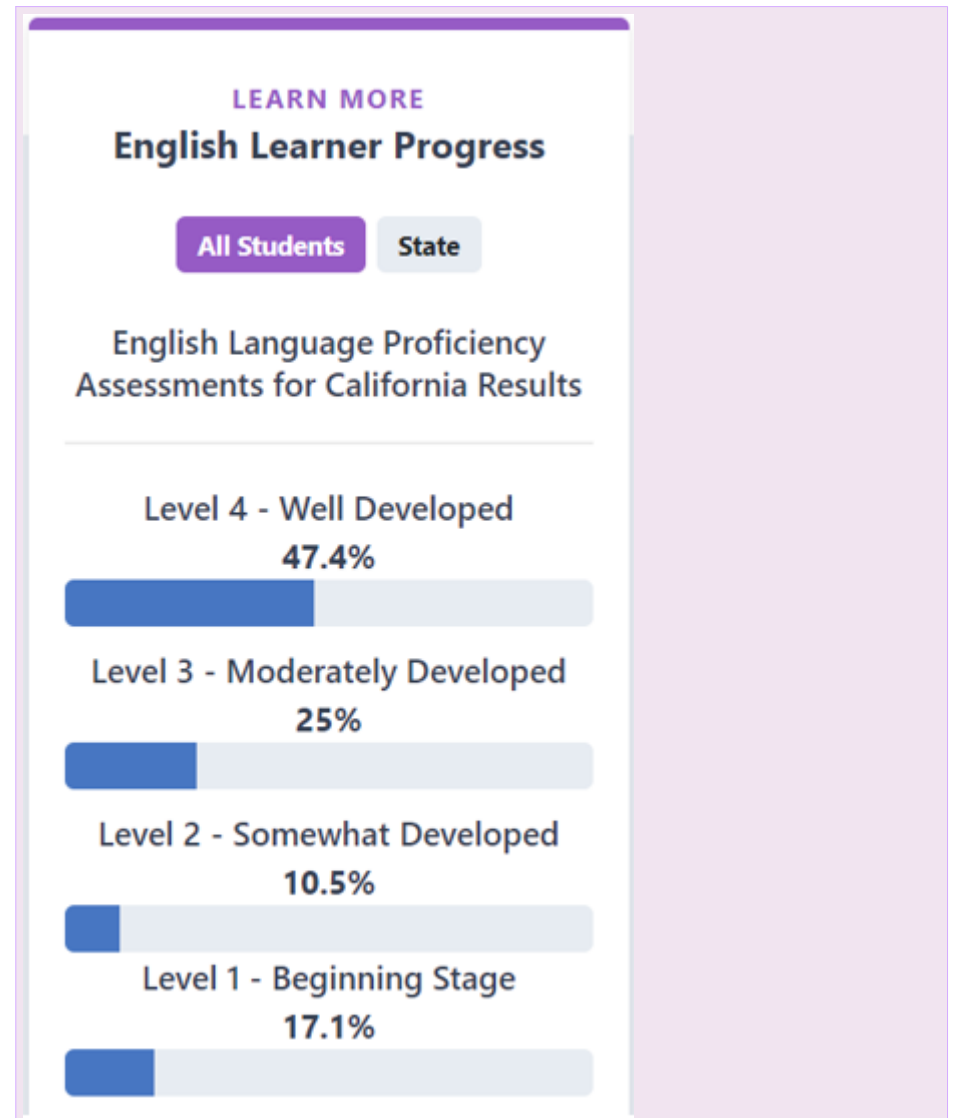 LEARN MORE
English Learner Progress
All Students State
English Language Proficiency
Assessments for California Results
Level 4 - Well Developed
47.4%
Level 3 - Moderately Developed
25%
Level 2 - Somewhat Developed
10.5%
Level 1 - Beginning Stage
17.1%